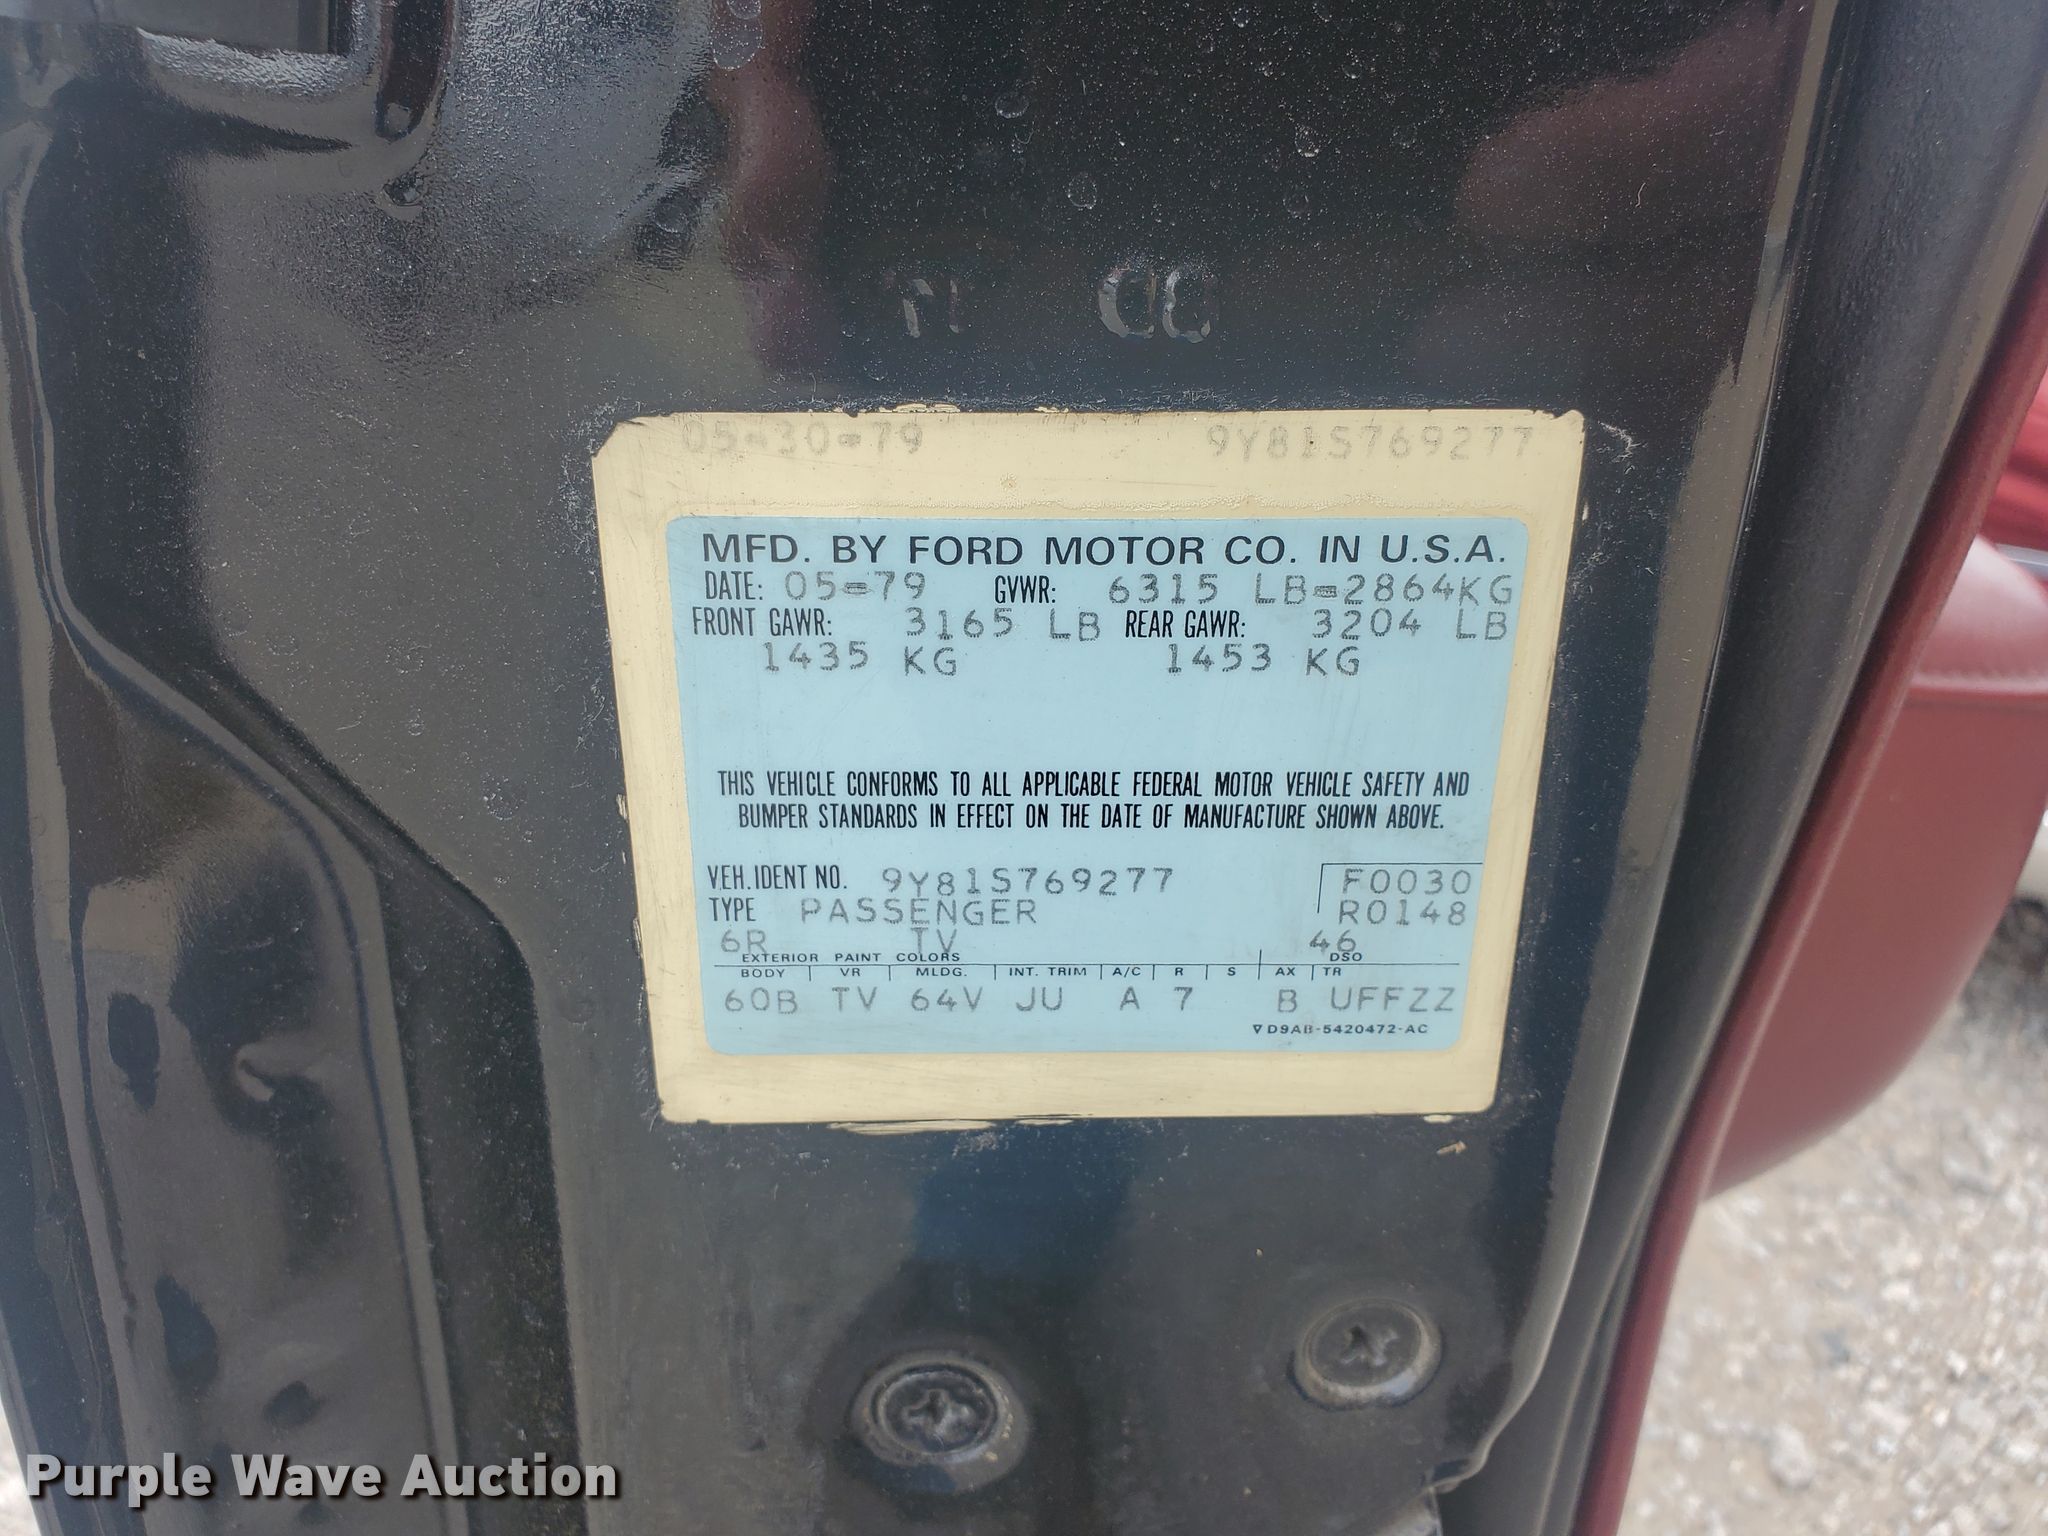 05-30-79 9Y81S769277
MFD. BY FORD MOTOR CO. IN U.S.A.
DATE: 05-79 GVWR: 6315 LB=2864KG
FRONT GAWR: 3165 LB REAR GAWR: 3204 LB
1435 KG 1453 KG
THIS VEHICLE CONFORMS TO ALL APPLICABLE FEDERAL MOTOR VEHICLE SAFETY AND
BUMPER STANDARDS IN EFFECT ON THE DATE OF MANUFACTURE SHOWN ABOVE.
VEH. IDENT NO. 9Y81S769277 F0030
TYPE PASSENGER R0148
6R TV 46
EXTERIOR PAINT COLORS DSO
BODY VR MLDG. INT. TRIM A/C R S AX TR
60B TV 64V JU A 7 B UFFZZ
▽ D9AB-5420472-AC
Purple Wave Auction